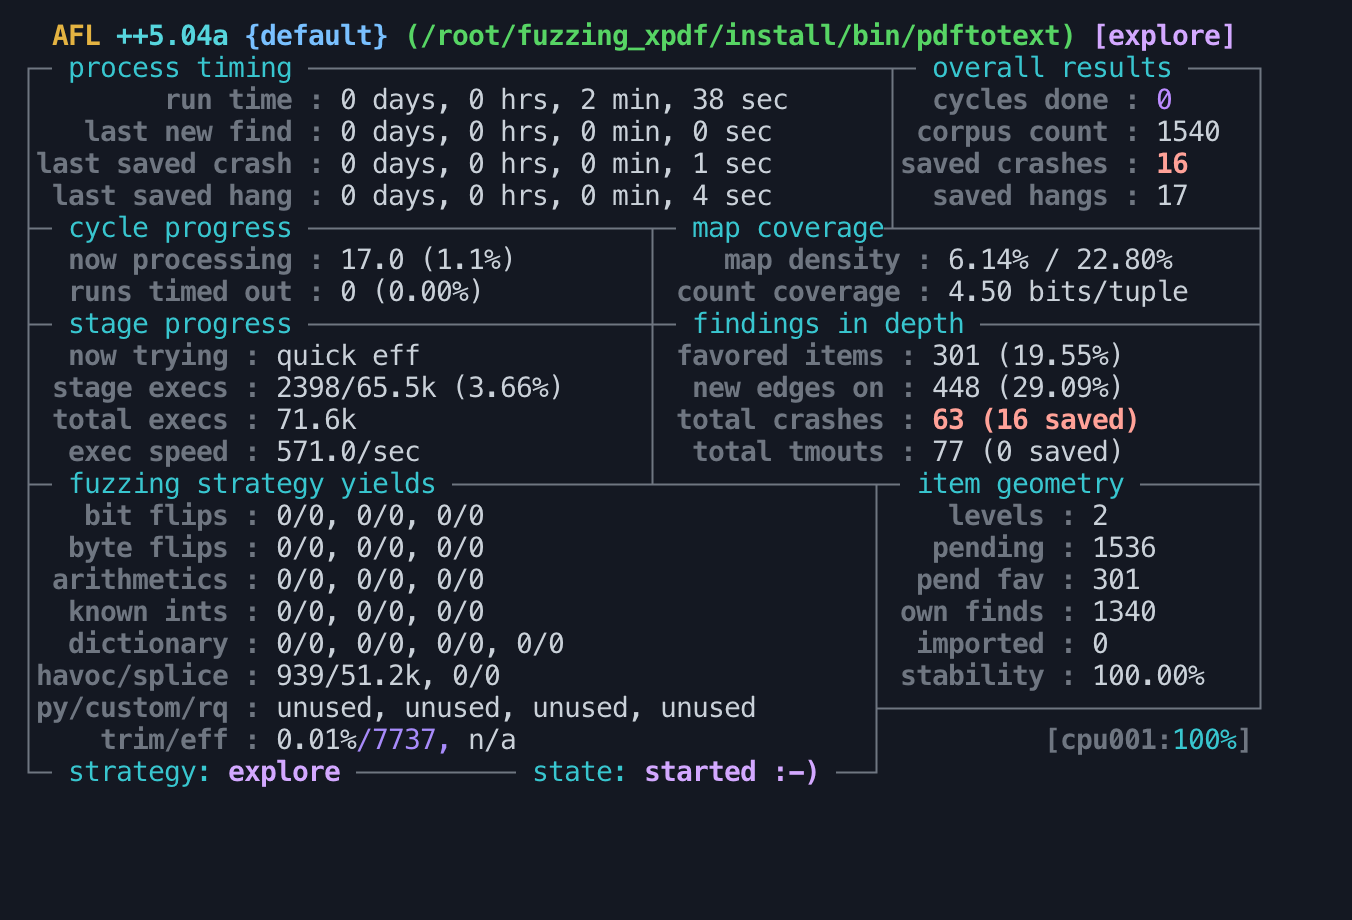 AFL ++5.04a {default} (/root/fuzzing_xpdf/install/bin/pdftotext) [explore]
process timing overall results
run time : 0 days, 0 hrs, 2 min, 38 sec cycles done : 0
last new find : 0 days, 0 hrs, 0 min, 0 sec corpus count : 1540
last saved crash : 0 days, 0 hrs, 0 min, 1 sec saved crashes : 16
last saved hang : 0 days, 0 hrs, 0 min, 4 sec saved hangs : 17
cycle progress map coverage
now processing : 17.0 (1.1%) map density : 6.14% / 22.80%
runs timed out : 0 (0.00%) count coverage : 4.50 bits/tuple
stage progress findings in depth
now trying : quick eff favored items : 301 (19.55%)
stage execs : 2398/65.5k (3.66%) new edges on : 448 (29.09%)
total execs : 71.6k total crashes : 63 (16 saved)
exec speed : 571.0/sec total tmouts : 77 (0 saved)
fuzzing strategy yields item geometry
bit flips : 0/0, 0/0, 0/0 levels : 2
byte flips : 0/0, 0/0, 0/0 pending : 1536
arithmetics : 0/0, 0/0, 0/0 pend fav : 301
known ints : 0/0, 0/0, 0/0 own finds : 1340
dictionary : 0/0, 0/0, 0/0, 0/0 imported : 0
havoc/splice : 939/51.2k, 0/0 stability : 100.00%
py/custom/rq : unused, unused, unused, unused
trim/eff : 0.01%/7737, n/a [cpu001:100%]
strategy: explore state: started :-)